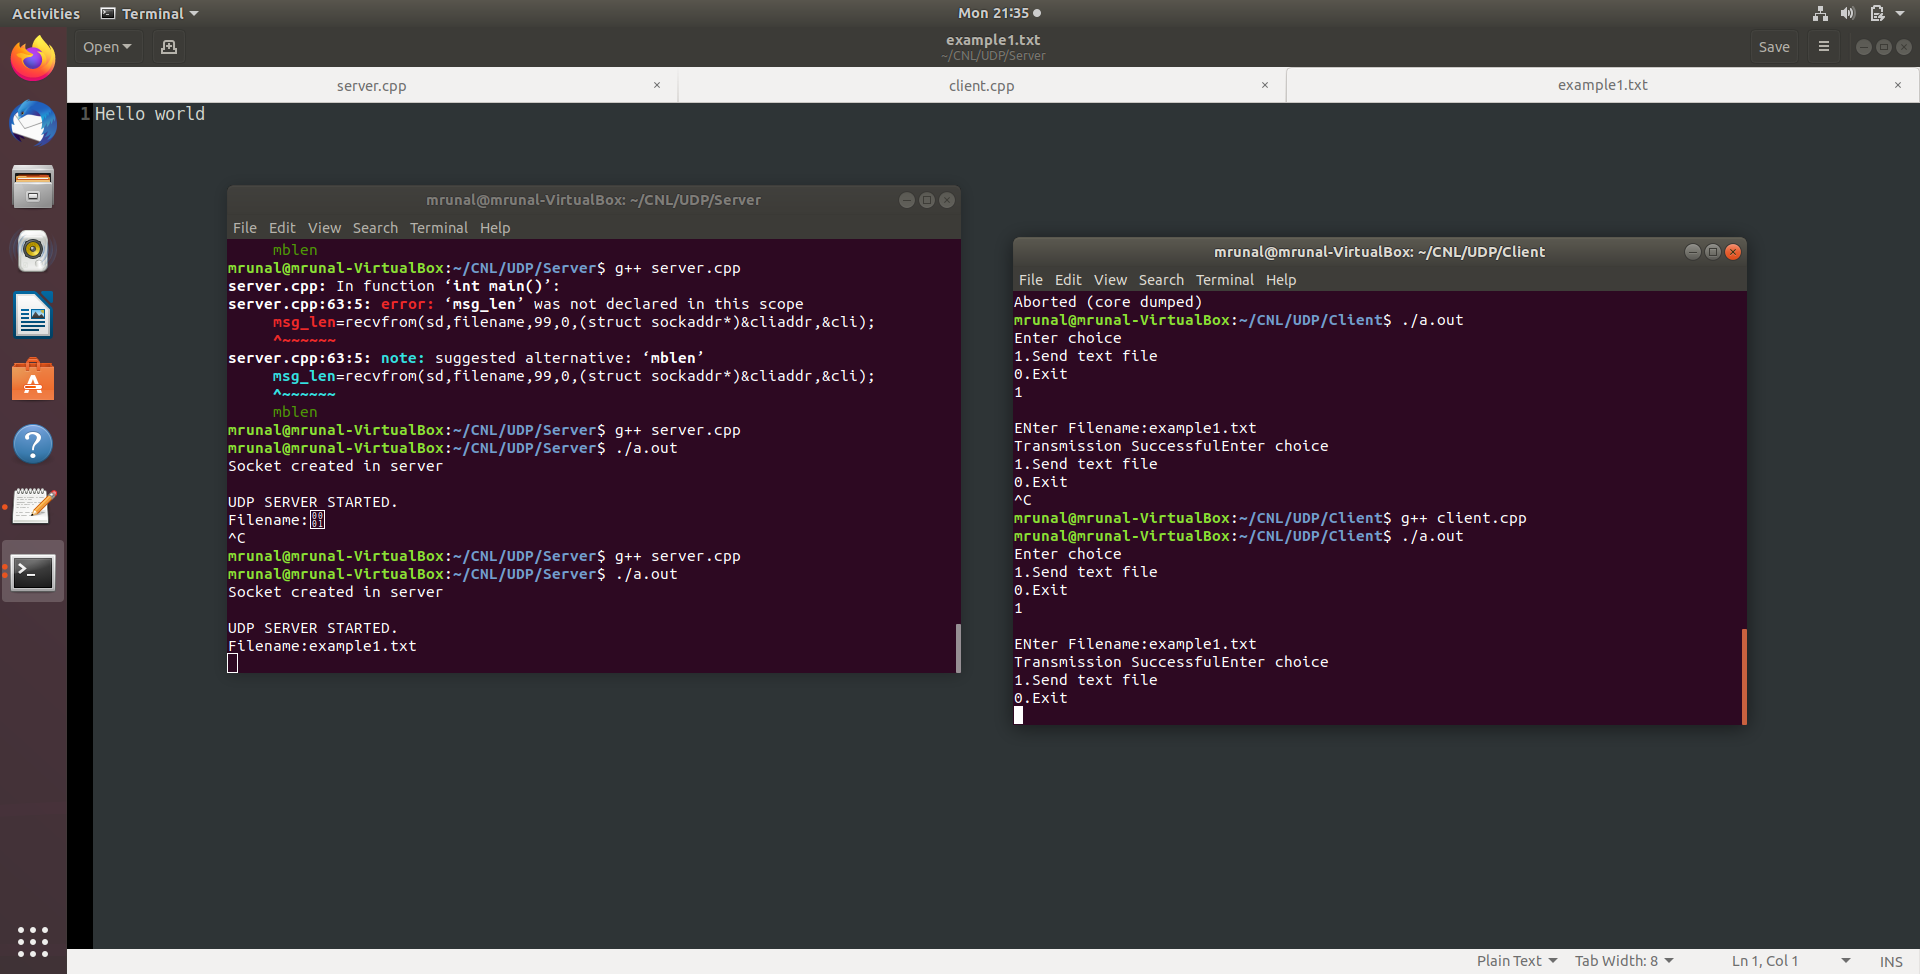 Activities Terminal Mon 21:35
Open example1.txt Save
~/CNL/UDP/Server
server.cpp client.cpp example1.txt
1 Hello world
mrunal@mrunal-VirtualBox: ~/CNL/UDP/Server
File Edit View Search Terminal Help
mblen
mrunal@mrunal-VirtualBox:~/CNL/UDP/Server$ g++ server.cpp
server.cpp: In function ‘int main()’:
server.cpp:63:5: error: ‘msg_len’ was not declared in this scope
msg_len=recvfrom(sd,filename,99,0,(struct sockaddr*)&cliaddr,&cli);
^~~~~~~
server.cpp:63:5: note: suggested alternative: ‘mblen’
msg_len=recvfrom(sd,filename,99,0,(struct sockaddr*)&cliaddr,&cli);
^~~~~~~
mblen
mrunal@mrunal-VirtualBox:~/CNL/UDP/Server$ g++ server.cpp
mrunal@mrunal-VirtualBox:~/CNL/UDP/Server$ ./a.out
Socket created in server
UDP SERVER STARTED.
Filename:
^C
mrunal@mrunal-VirtualBox:~/CNL/UDP/Server$ g++ server.cpp
mrunal@mrunal-VirtualBox:~/CNL/UDP/Server$ ./a.out
Socket created in server
UDP SERVER STARTED.
Filename:example1.txt
mrunal@mrunal-VirtualBox: ~/CNL/UDP/Client
File Edit View Search Terminal Help
Aborted (core dumped)
mrunal@mrunal-VirtualBox:~/CNL/UDP/Client$ ./a.out
Enter choice
1.Send text file
0.Exit
1
ENter Filename:example1.txt
Transmission SuccessfulEnter choice
1.Send text file
0.Exit
^C
mrunal@mrunal-VirtualBox:~/CNL/UDP/Client$ g++ client.cpp
mrunal@mrunal-VirtualBox:~/CNL/UDP/Client$ ./a.out
Enter choice
1.Send text file
0.Exit
1
ENter Filename:example1.txt
Transmission SuccessfulEnter choice
1.Send text file
0.Exit
Plain Text Tab Width: 8 Ln 1, Col 1 INS